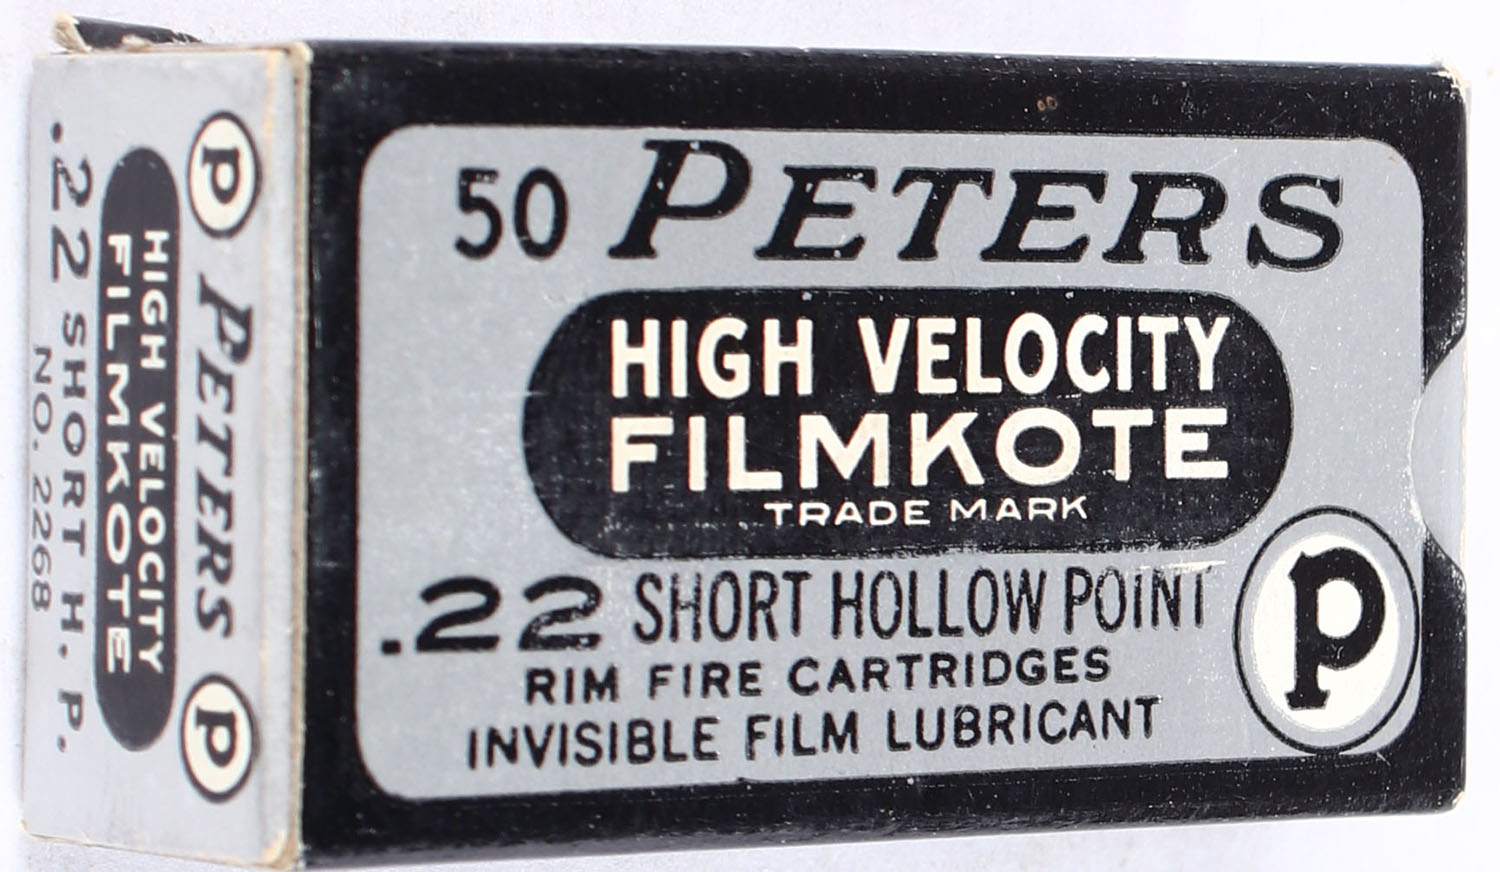 50 PETERS
HIGH VELOCITY
FILMKOTE
TRADE MARK
.22 SHORT HOLLOW POINT
RIM FIRE CARTRIDGES
INVISIBLE FILM LUBRICANT
P
P PETERS P
HIGH VELOCITY
FILMKOTE
.22 SHORT H. P.
NO. 2268